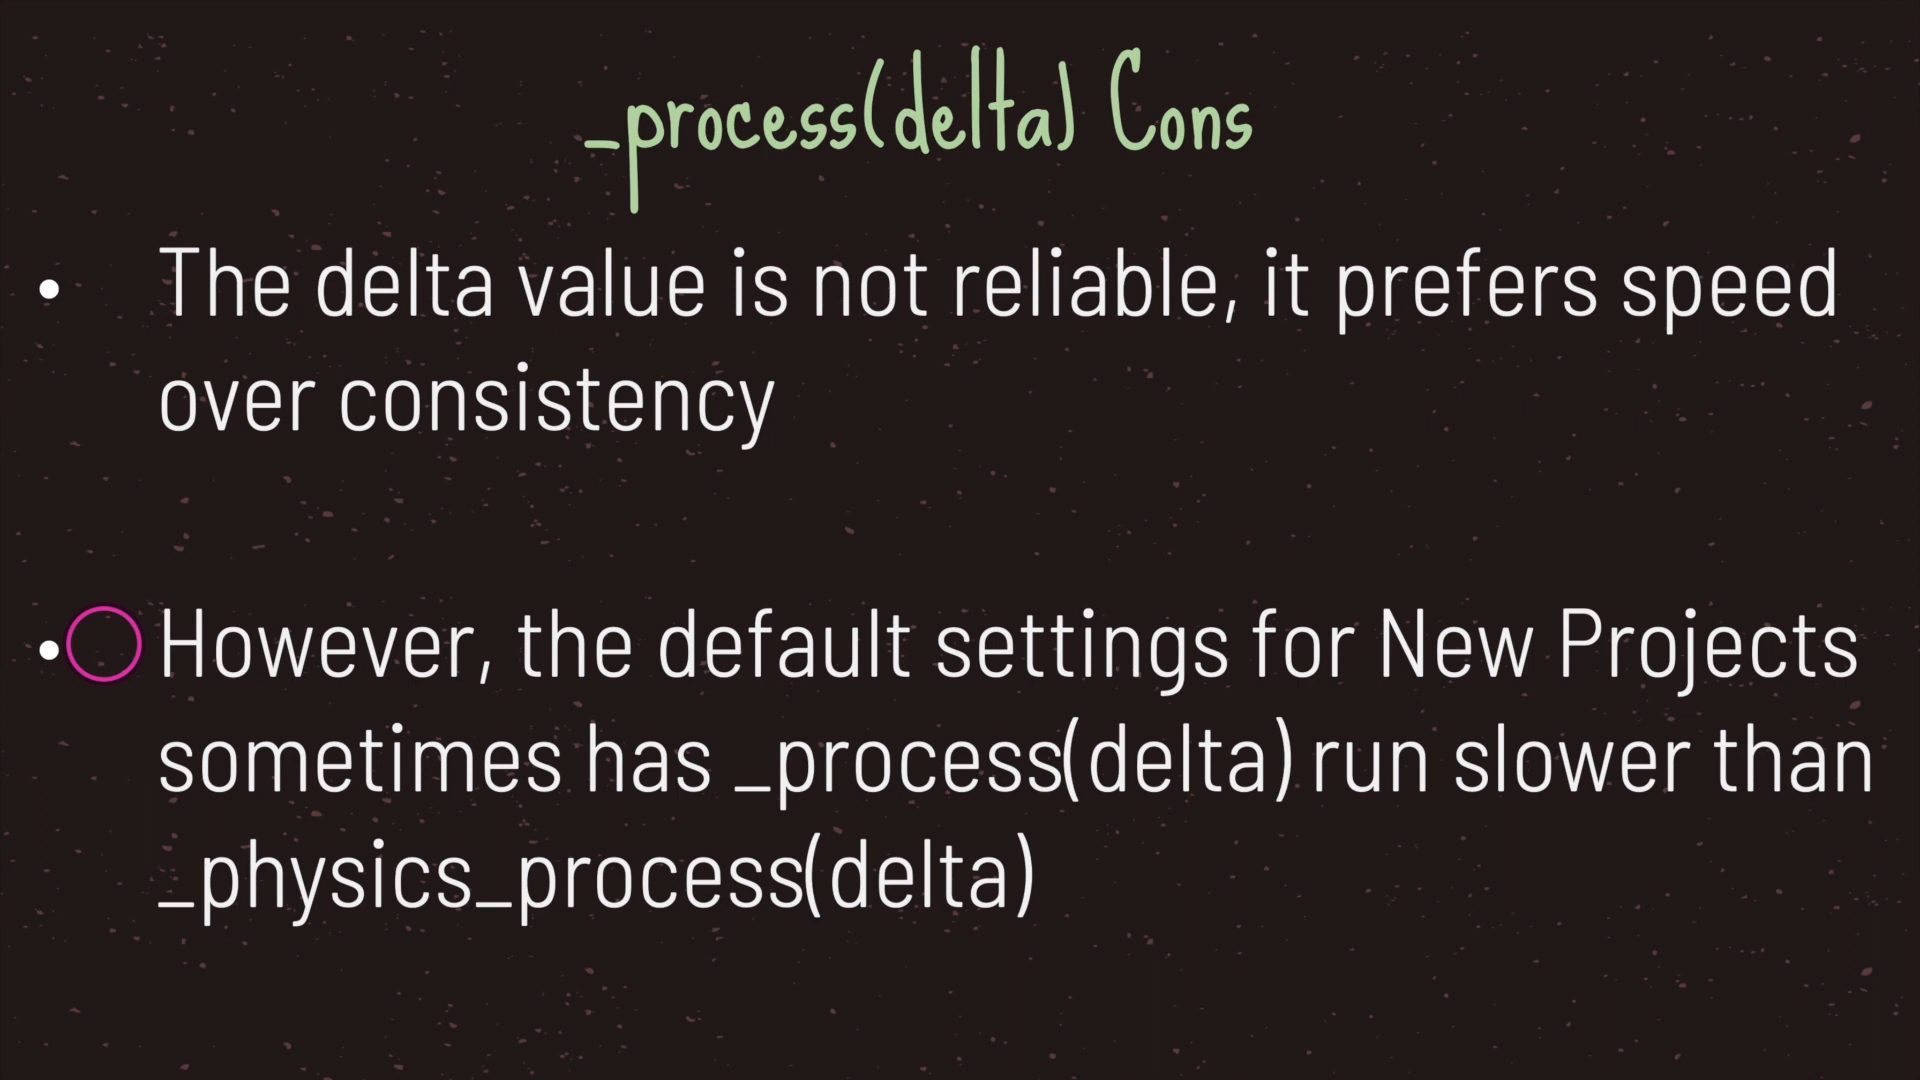 _process(delta) Cons
• The delta value is not reliable, it prefers speed
over consistency
• However, the default settings for New Projects
sometimes has _process(delta) run slower than
_physics_process(delta)